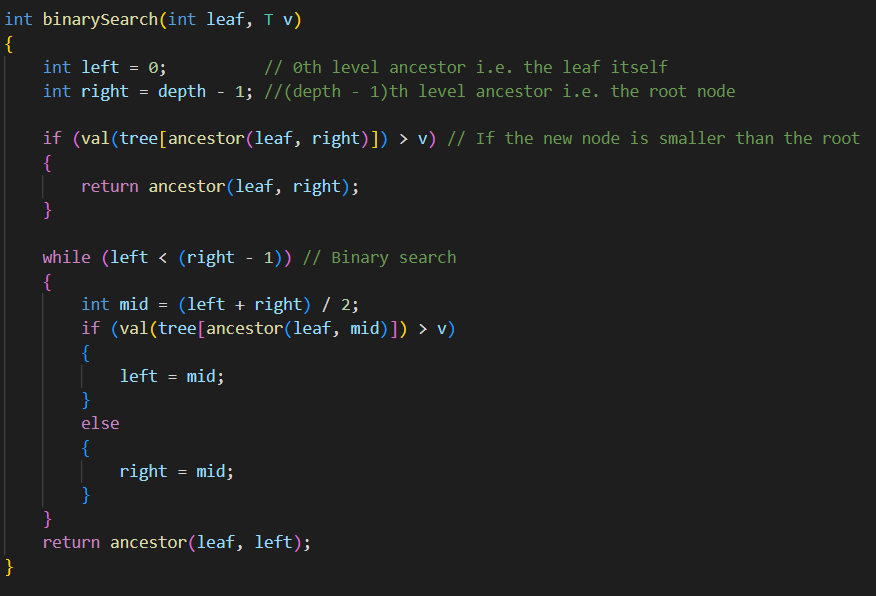 int binarySearch(int leaf, T v)
{
    int left = 0;          // 0th level ancestor i.e. the leaf itself
    int right = depth - 1; //(depth - 1)th level ancestor i.e. the root node

    if (val(tree[ancestor(leaf, right)]) > v) // If the new node is smaller than the root
    {
        return ancestor(leaf, right);
    }

    while (left < (right - 1)) // Binary search
    {
        int mid = (left + right) / 2;
        if (val(tree[ancestor(leaf, mid)]) > v)
        {
            left = mid;
        }
        else
        {
            right = mid;
        }
    }
    return ancestor(leaf, left);
}